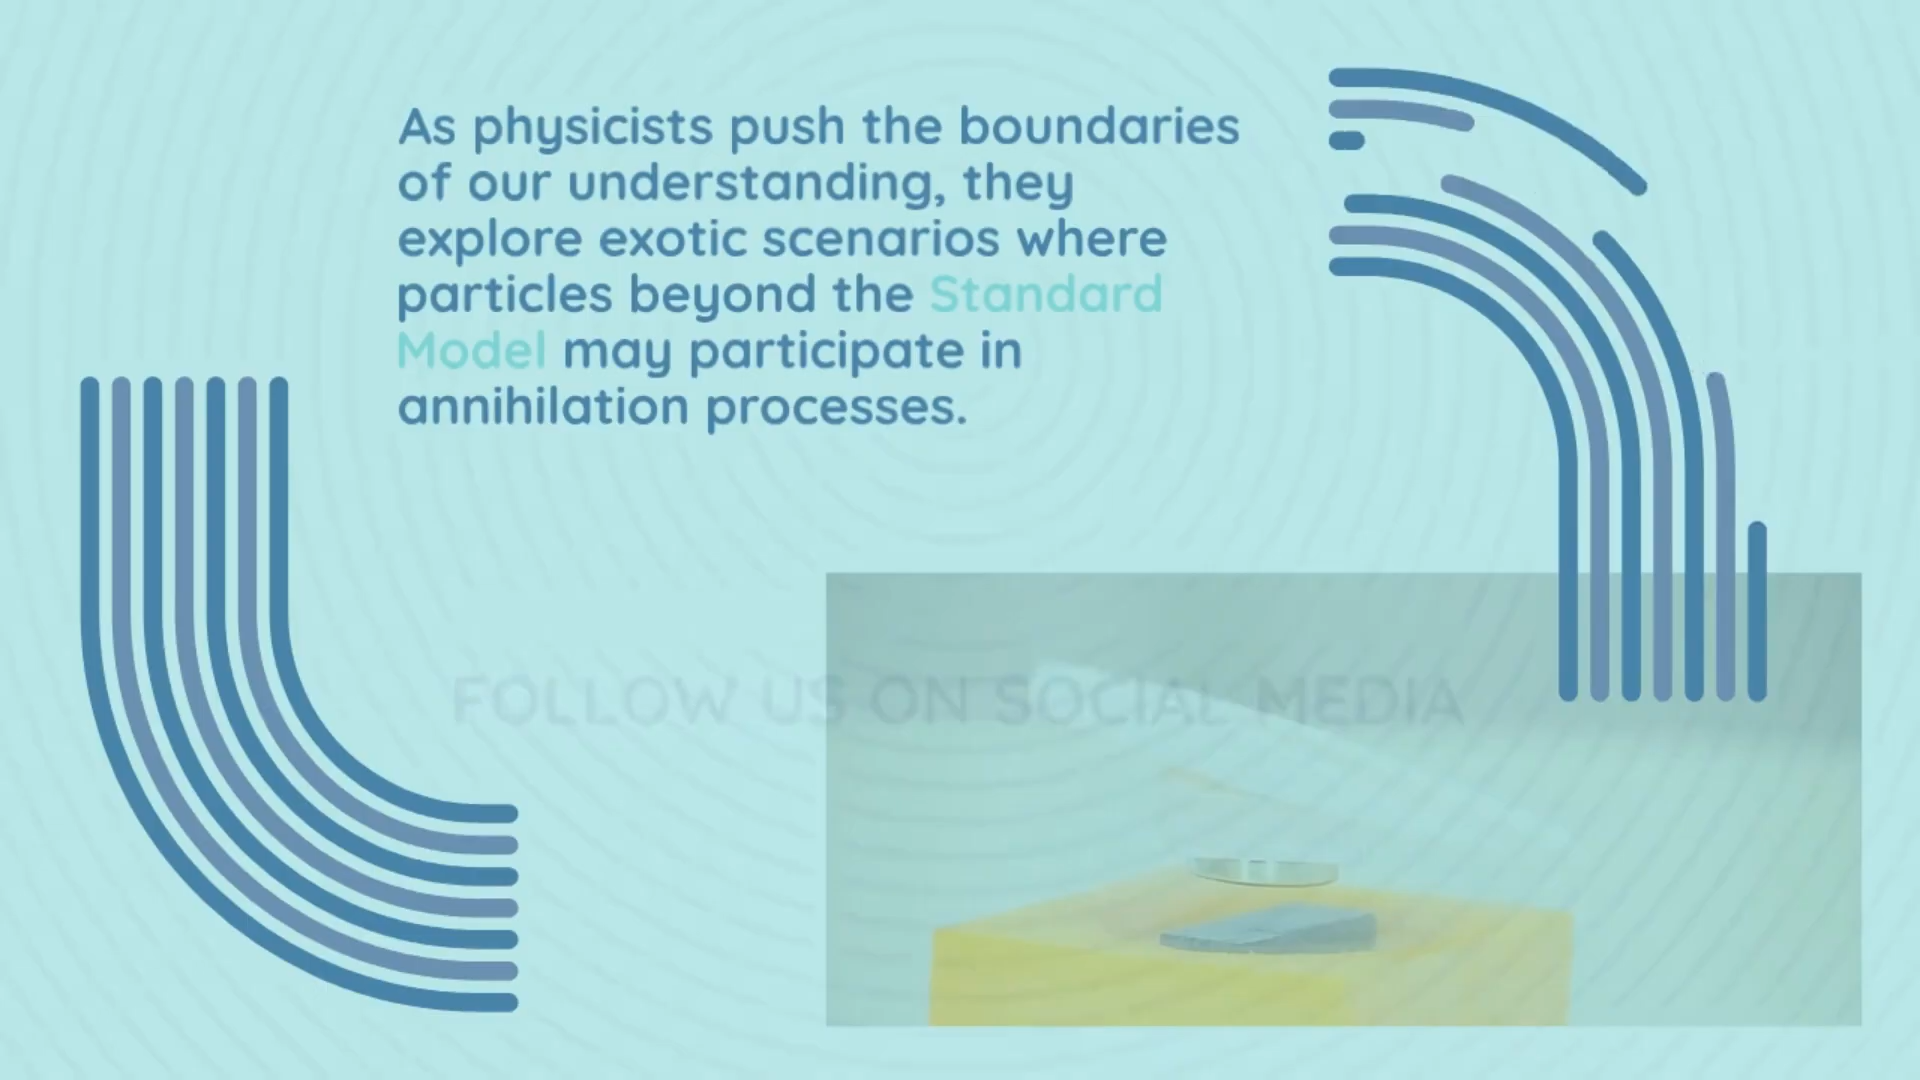 As physicists push the boundaries
of our understanding, they
explore exotic scenarios where
particles beyond the Standard
Model may participate in
annihilation processes.
FOLLOW US ON SOCIAL MEDIA